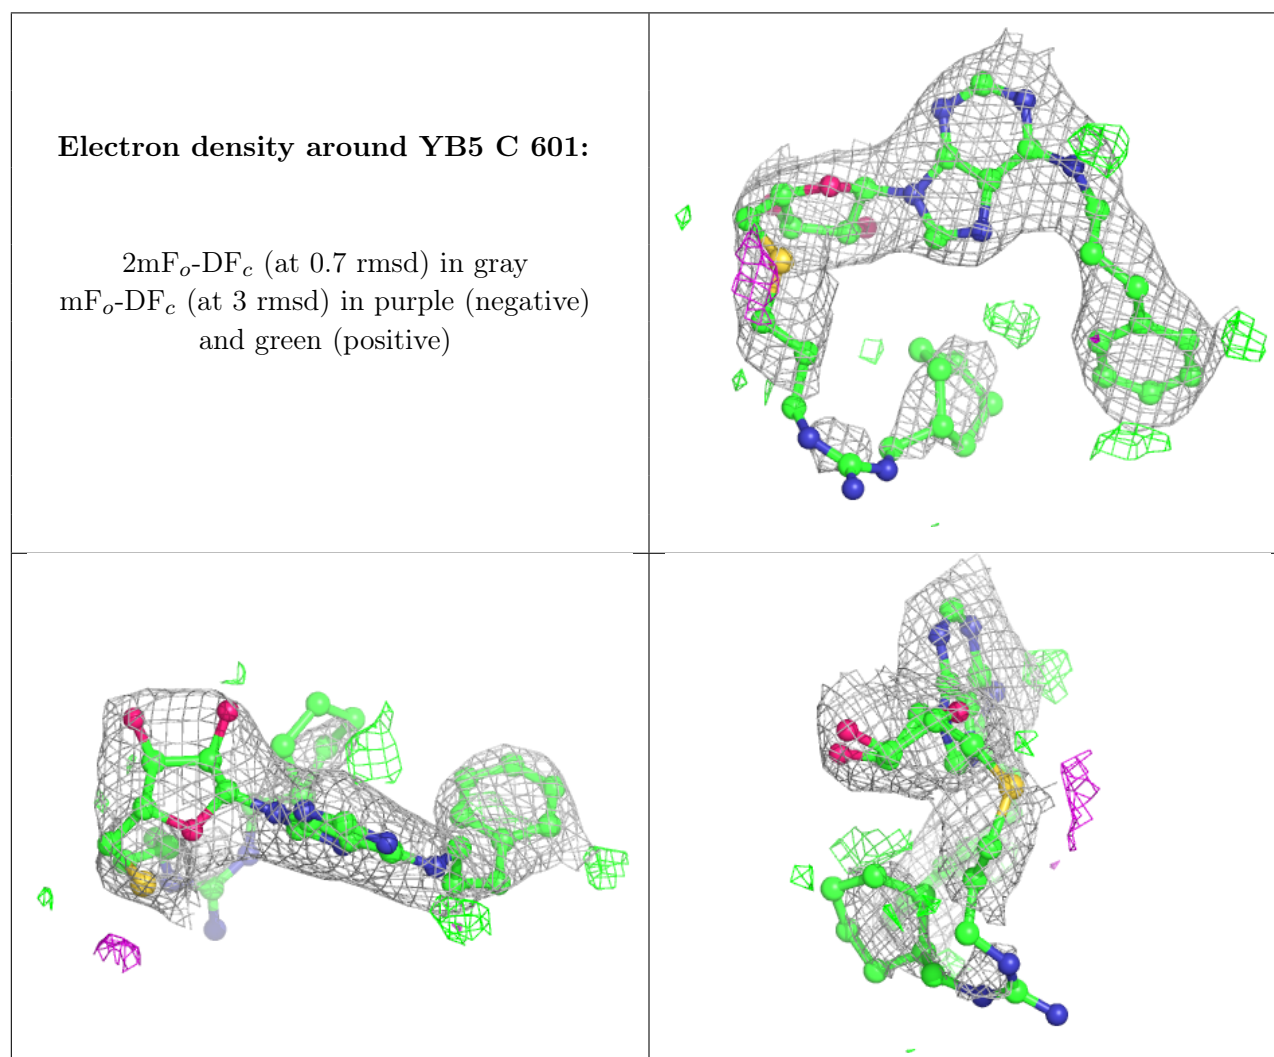 Electron density around YB5 C 601:
2mFo-DFc (at 0.7 rmsd) in gray
mFo-DFc (at 3 rmsd) in purple (negative)
and green (positive)